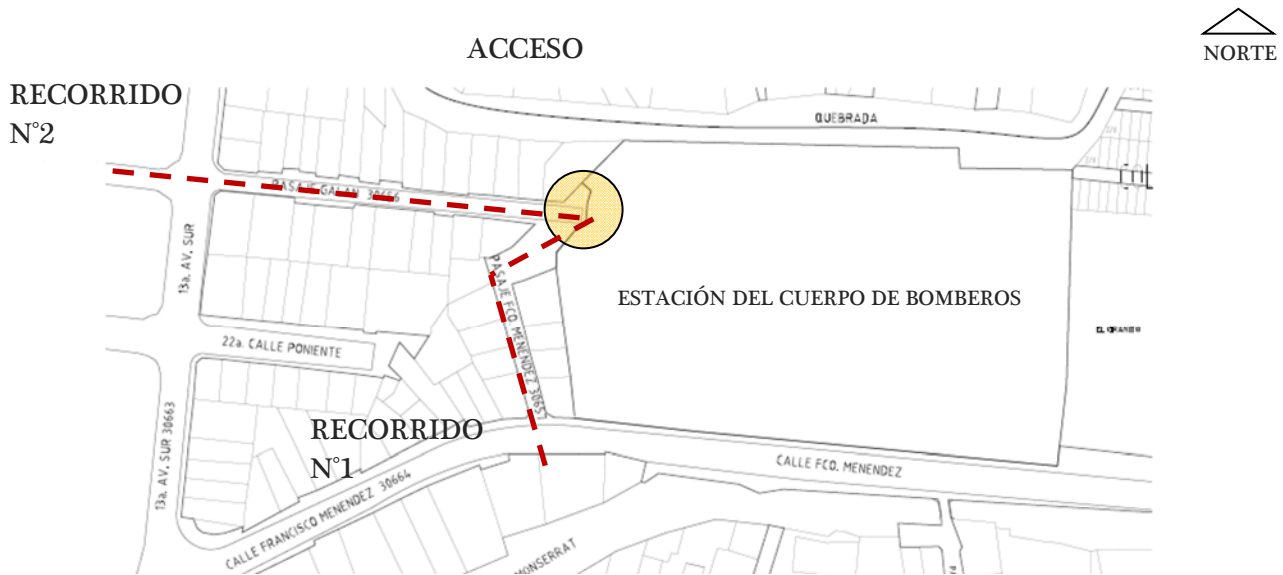 NORTE
ACCESO
RECORRIDO
N°2
QUEBRADA
PASAJE GALAN 30666
13a. AV. SUR
PASAJE FCO. MENENDEZ 3065
ESTACIÓN DEL CUERPO DE BOMBEROS
22a. CALLE PONIENTE
13a. AV. SUR 30663
RECORRIDO
N°1
CALLE FCO. MENENDEZ
CALLE FRANCISCO MENENDEZ 30664
MONSERRAT